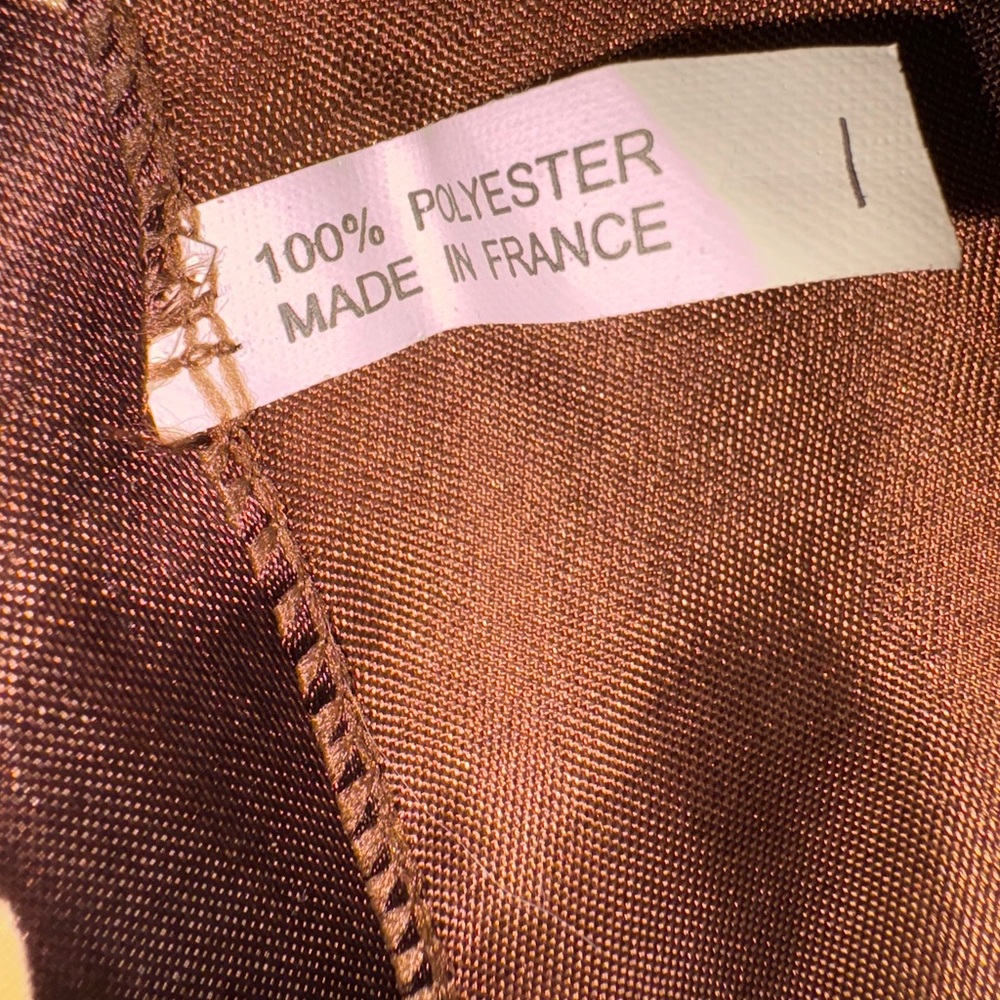 100% POLYESTER
MADE IN FRANCE
I